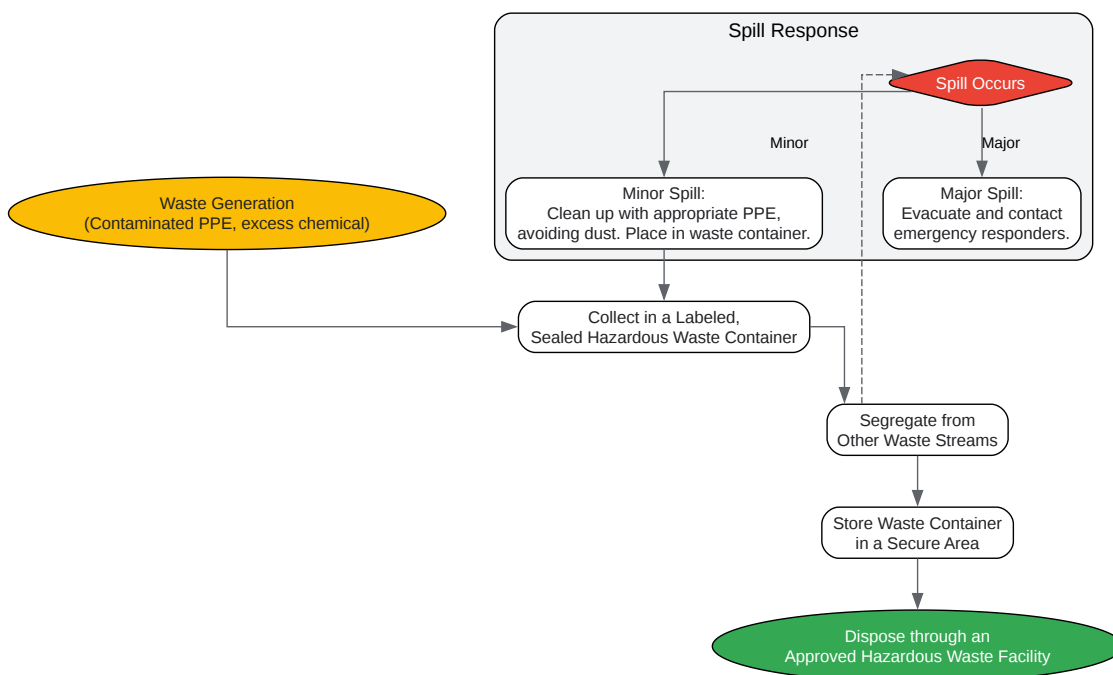 Spill Response
Spill Occurs
Minor
Major
Waste Generation
(Contaminated PPE, excess chemical)
Minor Spill:
Clean up with appropriate PPE,
avoiding dust. Place in waste container.
Major Spill:
Evacuate and contact
emergency responders.
Collect in a Labeled,
Sealed Hazardous Waste Container
Segregate from
Other Waste Streams
Store Waste Container
in a Secure Area
Dispose through an
Approved Hazardous Waste Facility